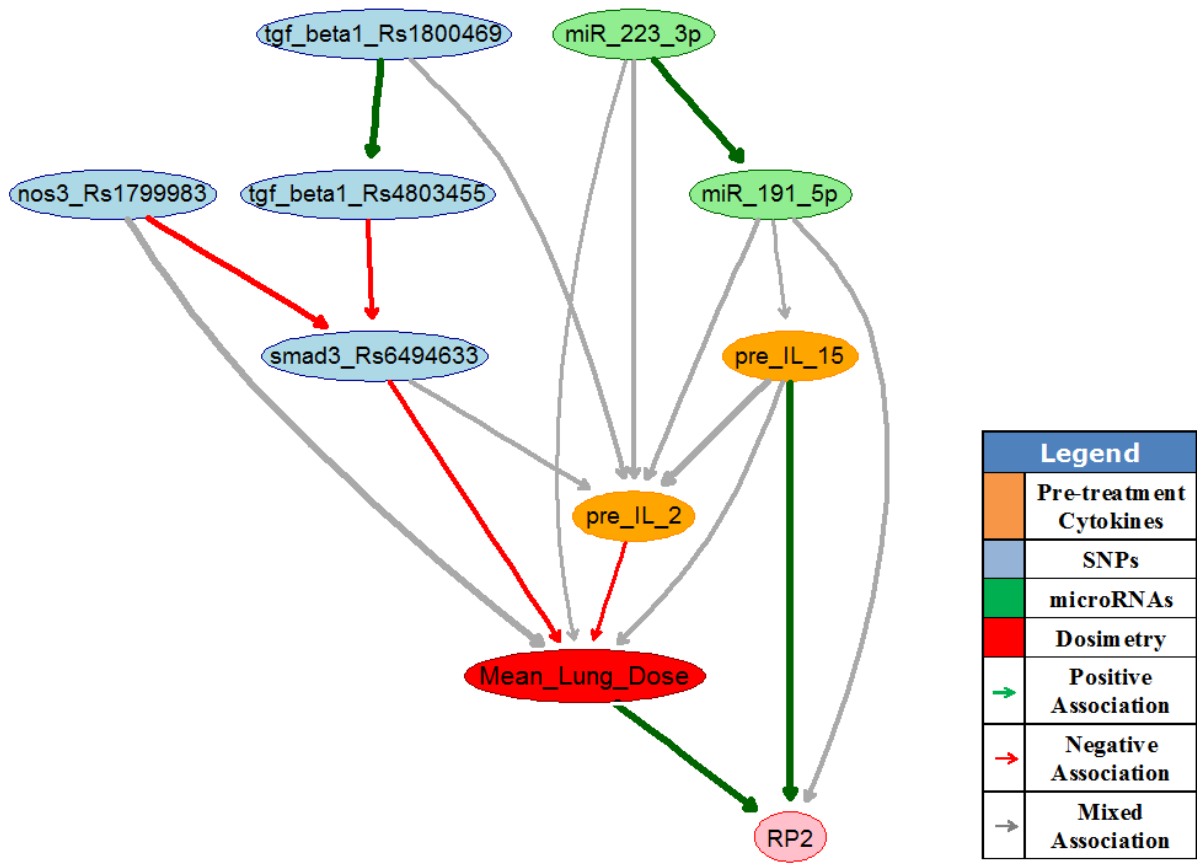 tgf_beta1_Rs1800469
miR_223_3p
nos3_Rs1799983
tgf_beta1_Rs4803455
miR_191_5p
smad3_Rs6494633
pre_IL_15
pre_IL_2
Mean_Lung_Dose
RP2
Legend
Pre-treatment
Cytokines
SNPs
microRNAs
Dosimetry
Positive
Association
Negative
Association
Mixed
Association